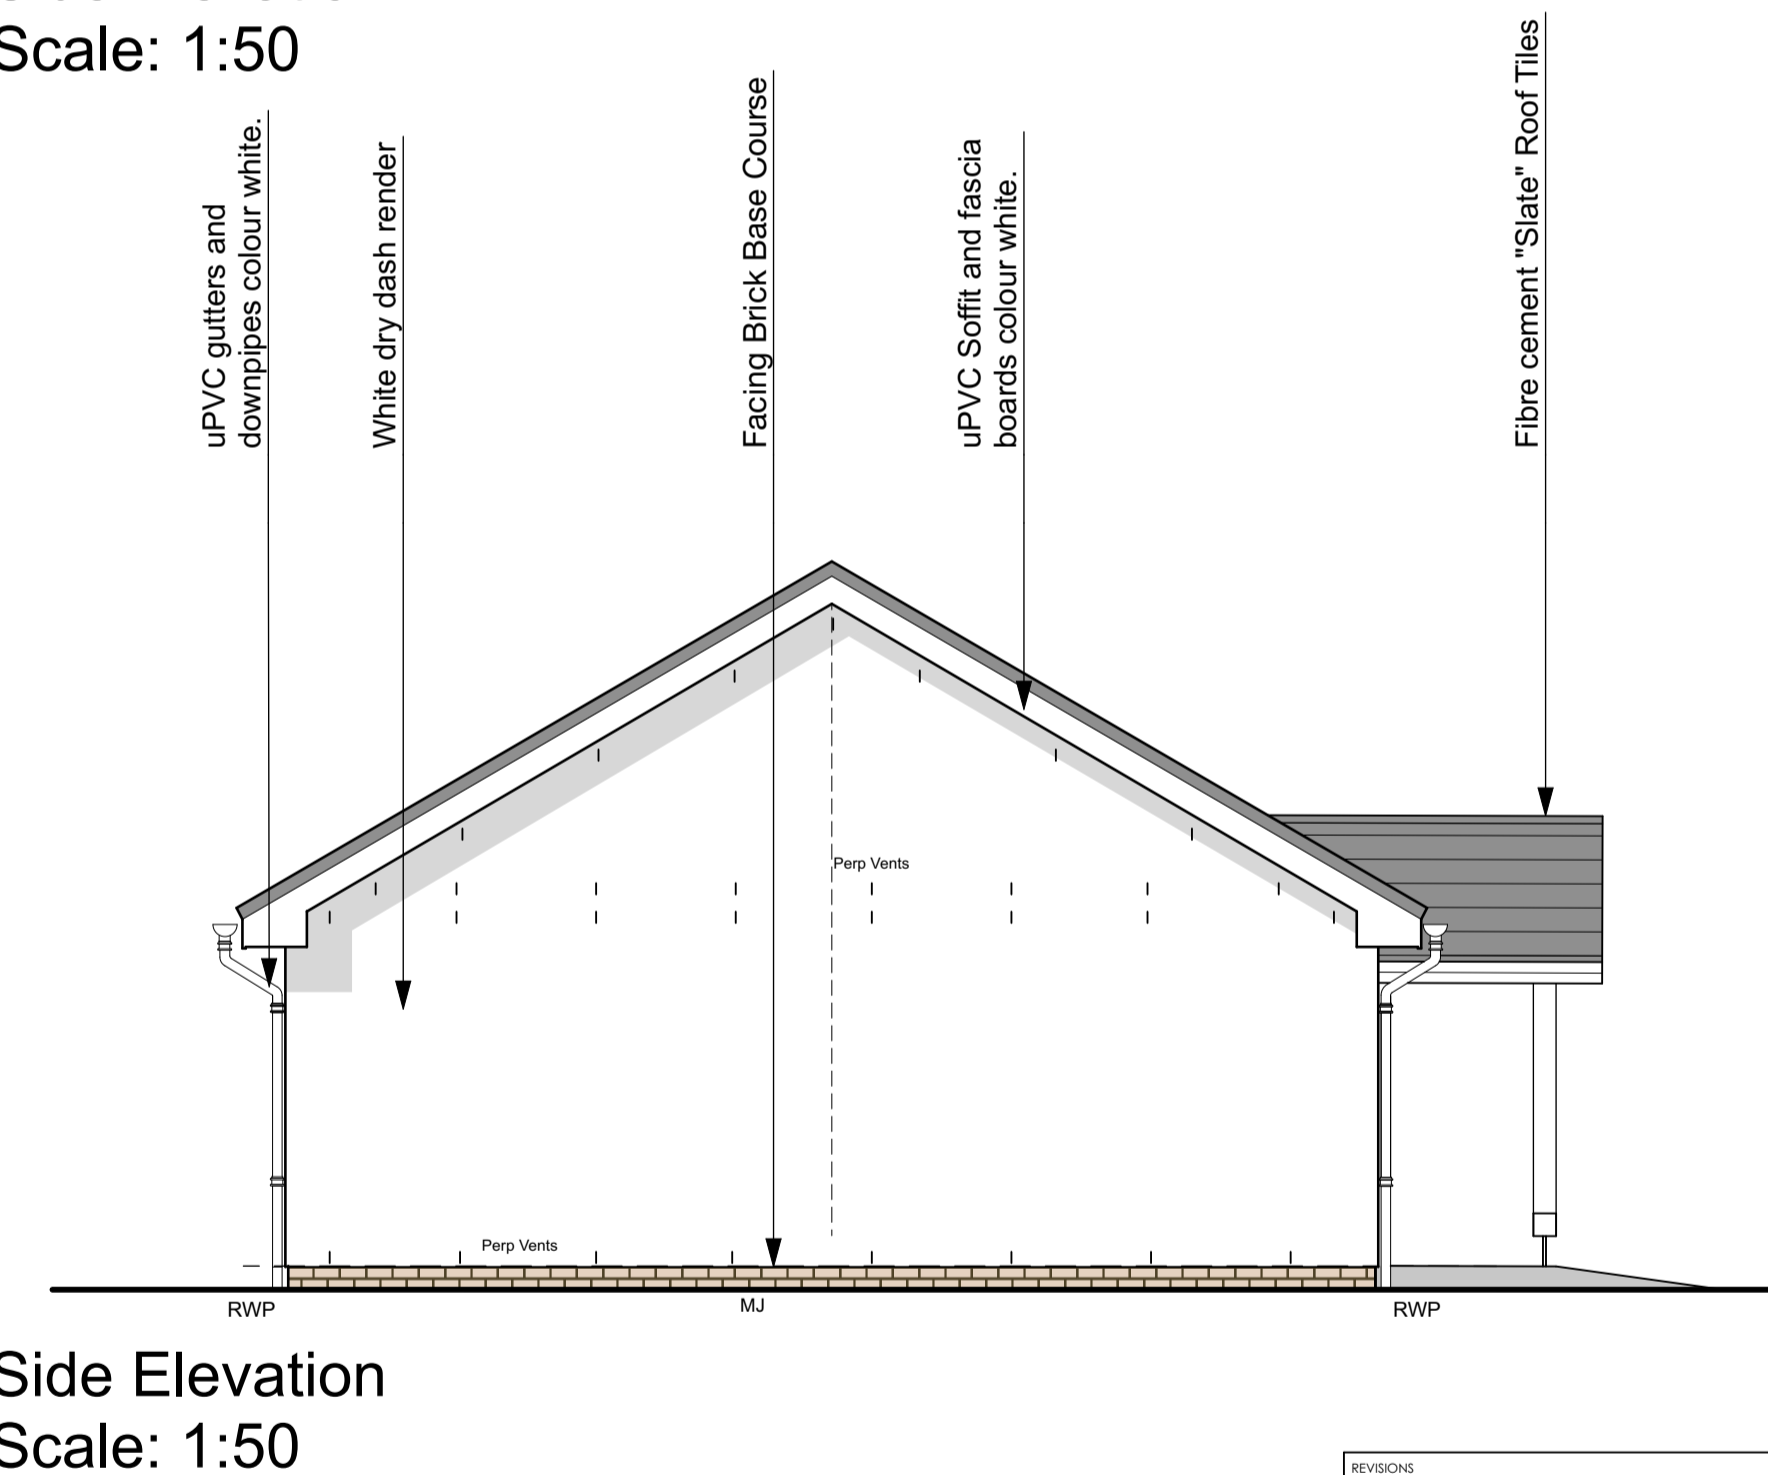 Scale: 1:50
uPVC gutters and
downpipes colour white.
White dry dash render
Facing Brick Base Course
uPVC Soffit and fascia
boards colour white.
Fibre cement "Slate" Roof Tiles
Perp Vents
Perp Vents
RWP
MJ
RWP
Side Elevation
Scale: 1:50
REVISIONS